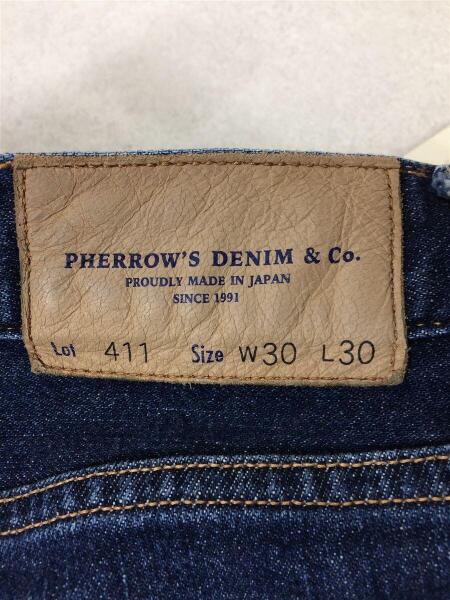 PHERROW'S DENIM & Co.
PROUDLY MADE IN JAPAN
SINCE 1991
Lot 411 Size W30 L30